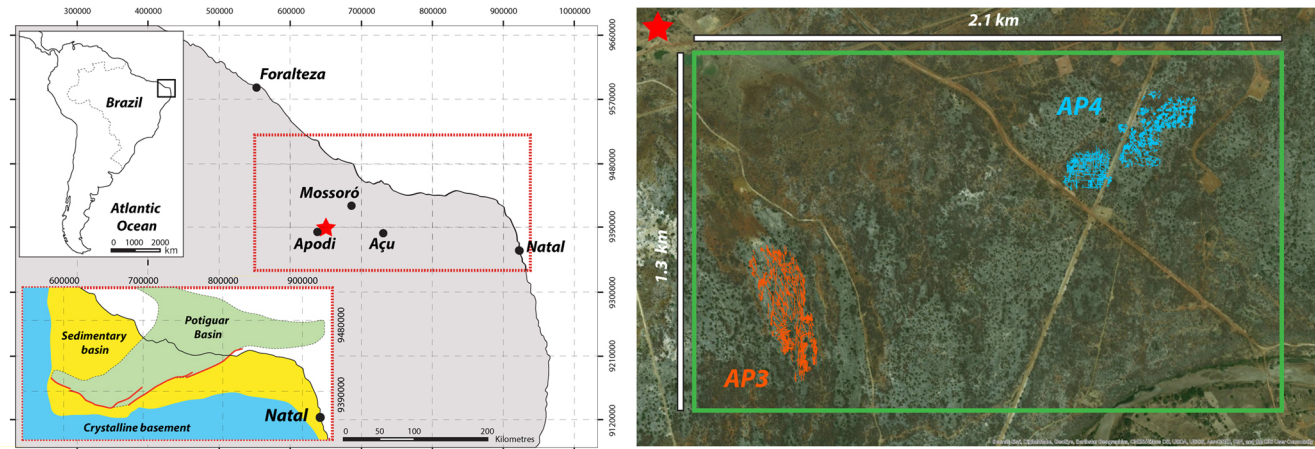 300000 400000 500000 600000 700000 800000 900000 1000000
9660000
9570000
9480000
9390000
9300000
9210000
9120000
Foralteza
Mossoró
Apodi
Açu
Natal
Brazil
Atlantic
Ocean
0 1000 2000
km
600000 700000 800000 900000
9480000
9390000
Sedimentary
basin
Potiguar
Basin
Natal
Crystalline basement
0 50 100 200
Kilometres
2.1 km
1.3 km
AP4
AP3